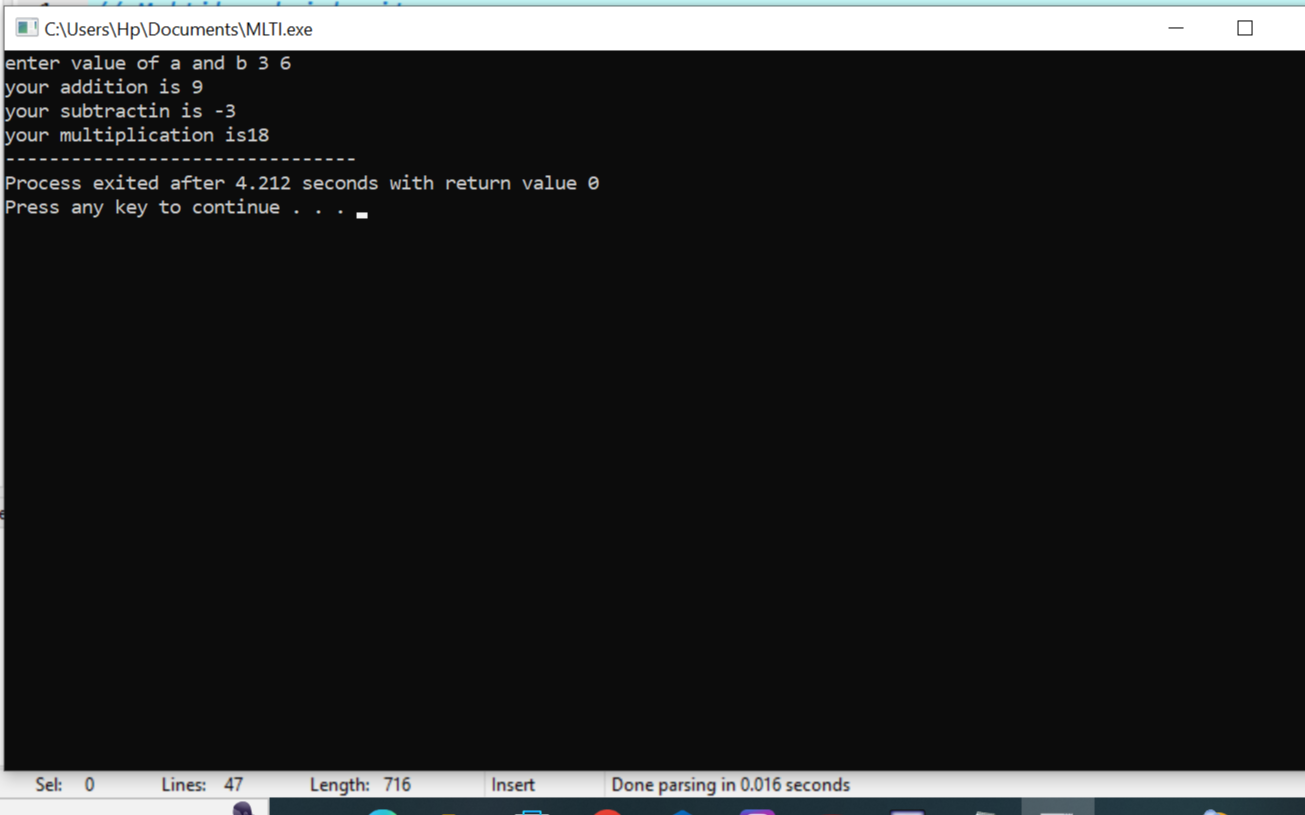 C:\Users\Hp\Documents\MLTI.exe
enter value of a and b 3 6
your addition is 9
your subtractin is -3
your multiplication is18
--------------------------------
Process exited after 4.212 seconds with return value 0
Press any key to continue . . .
Sel: 0 Lines: 47 Length: 716 Insert Done parsing in 0.016 seconds